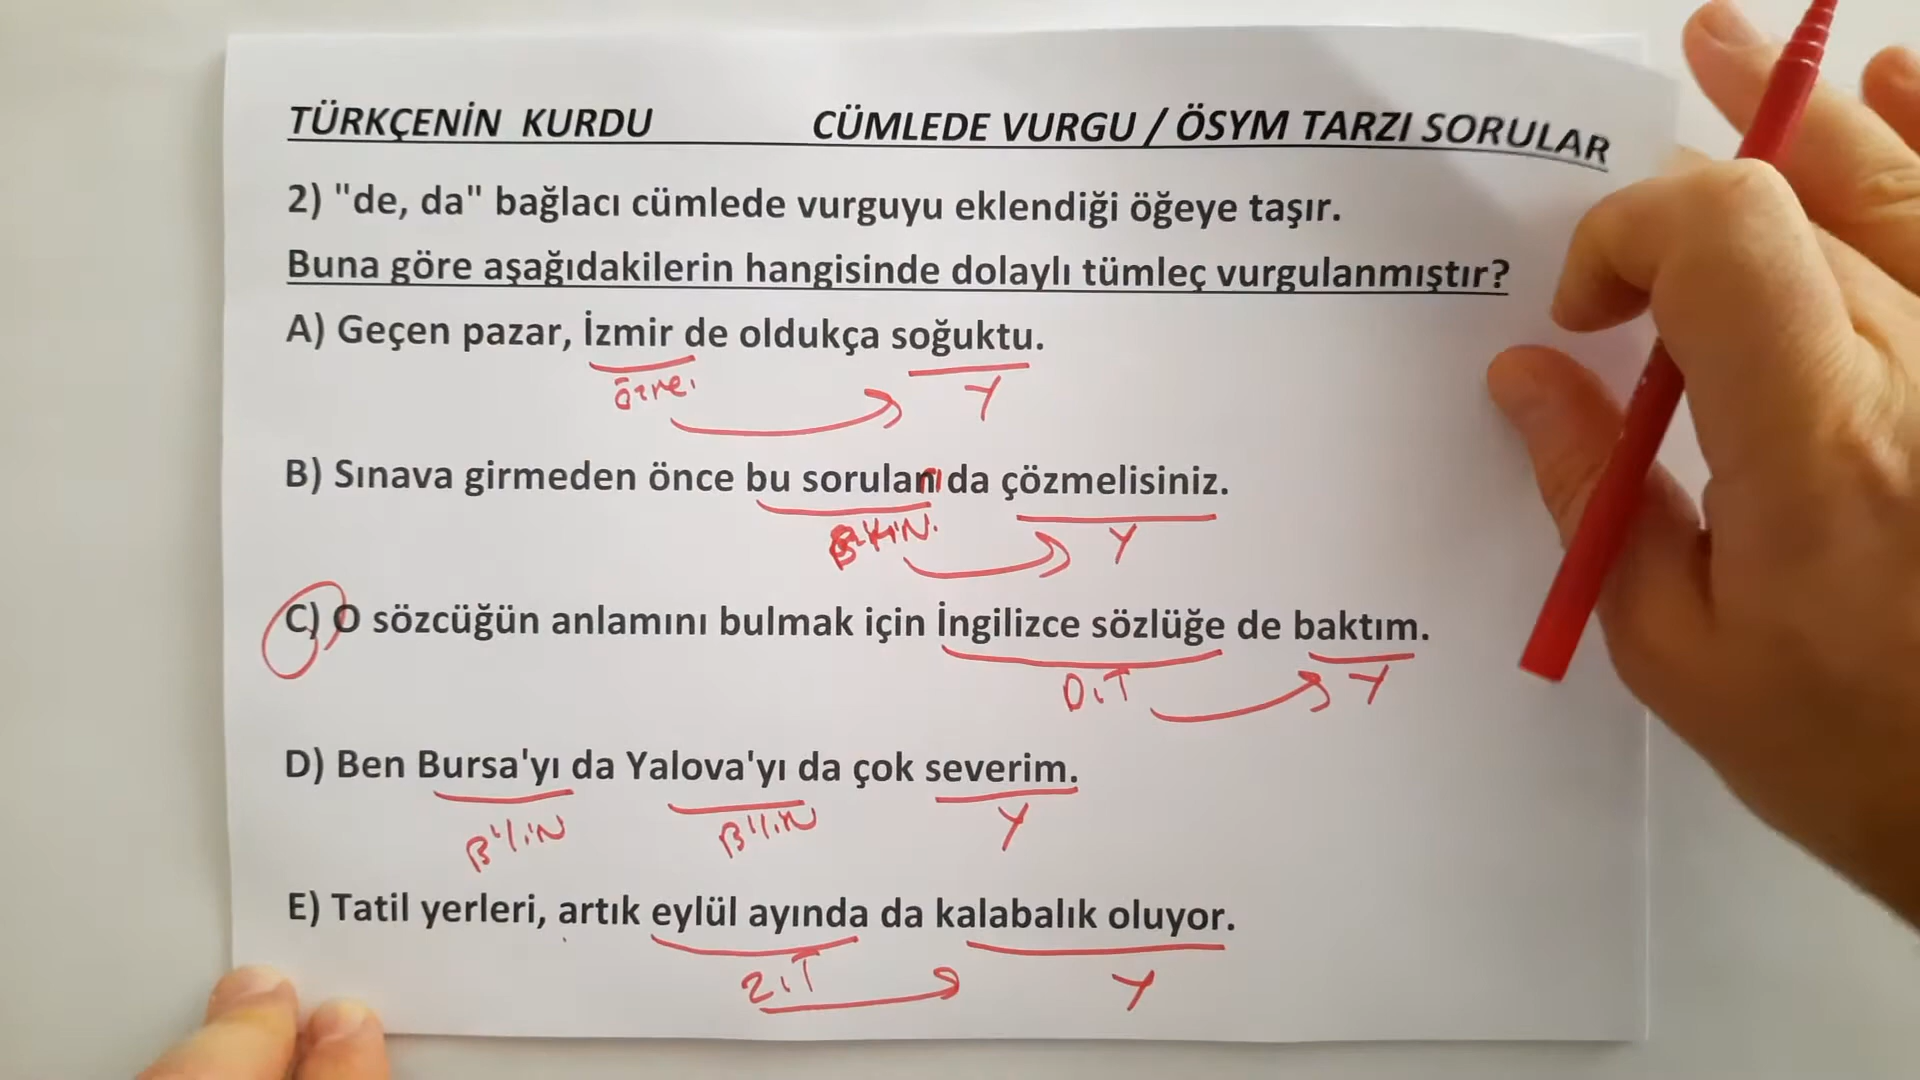 TÜRKÇENİN KURDU CÜMLEDE VURGU / ÖSYM TARZI SORULAR
2) "de, da" bağlacı cümlede vurguyu eklendiği öğeye taşır.
Buna göre aşağıdakilerin hangisinde dolaylı tümleç vurgulanmıştır?
A) Geçen pazar, İzmir de oldukça soğuktu.
özne. Y
B) Sınava girmeden önce bu soruları da çözmelisiniz.
Y
C) O sözcüğün anlamını bulmak için İngilizce sözlüğe de baktım.
D.T Y
D) Ben Bursa'yı da Yalova'yı da çok severim.
B'li.N B'li.N Y
E) Tatil yerleri, artık eylül ayında da kalabalık oluyor.
Z.T Y